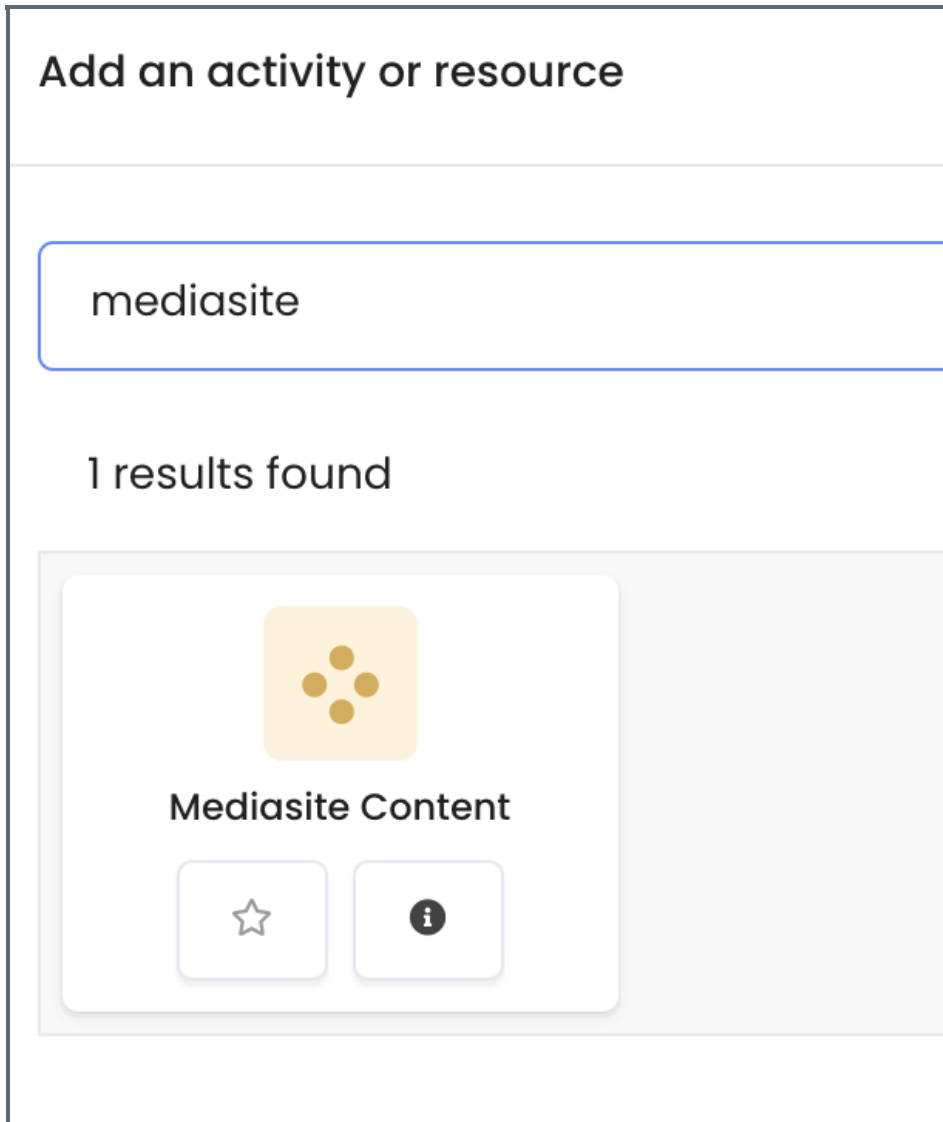 Add an activity or resource
mediasite
1 results found
Mediasite Content